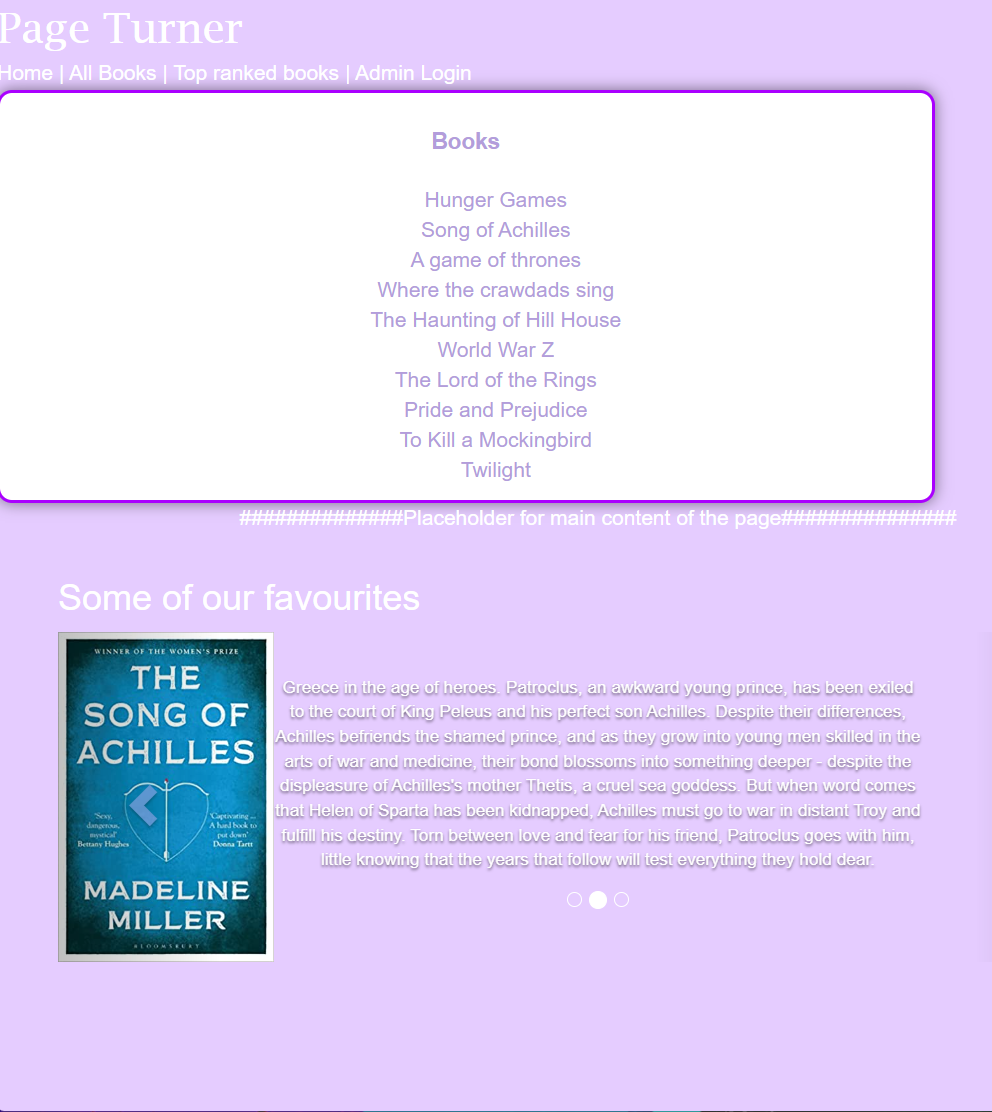 Page Turner
Home | All Books | Top ranked books | Admin Login
Books
Hunger Games
Song of Achilles
A game of thrones
Where the crawdads sing
The Haunting of Hill House
World War Z
The Lord of the Rings
Pride and Prejudice
To Kill a Mockingbird
Twilight
##############Placeholder for main content of the page###############
Some of our favourites
WINNER OF THE WOMEN'S PRIZE
THE
SONG OF
ACHILLES
'Sexy,
dangerous,
mystical'
Bettany Hughes
'Captivating ...
A hard book to
put down'
Donna Tartt
MADELINE
MILLER
BLOOMSBURY
Greece in the age of heroes. Patroclus, an awkward young prince, has been exiled
to the court of King Peleus and his perfect son Achilles. Despite their differences,
Achilles befriends the shamed prince, and as they grow into young men skilled in the
arts of war and medicine, their bond blossoms into something deeper - despite the
displeasure of Achilles's mother Thetis, a cruel sea goddess. But when word comes
that Helen of Sparta has been kidnapped, Achilles must go to war in distant Troy and
fulfill his destiny. Torn between love and fear for his friend, Patroclus goes with him,
little knowing that the years that follow will test everything they hold dear.